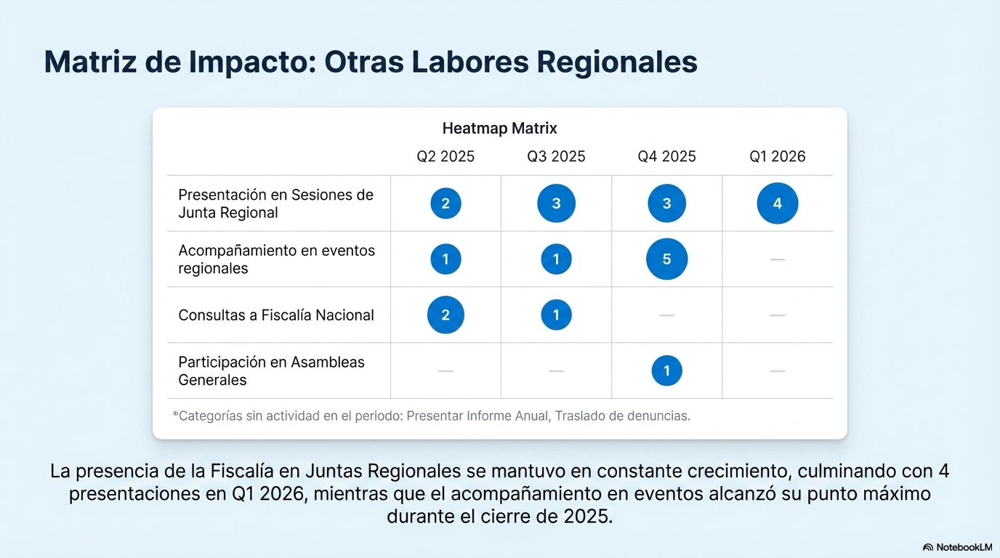 Matriz de Impacto: Otras Labores Regionales
Heatmap Matrix
Q2 2025 Q3 2025 Q4 2025 Q1 2026
Presentación en Sesiones de
Junta Regional
2 3 3 4
Acompañamiento en eventos
regionales
1 1 5 —
Consultas a Fiscalía Nacional 2 1 — —
Participación en Asambleas
Generales
— — 1 —
*Categorías sin actividad en el periodo: Presentar Informe Anual, Traslado de denuncias.
La presencia de la Fiscalía en Juntas Regionales se mantuvo en constante crecimiento, culminando con 4
presentaciones en Q1 2026, mientras que el acompañamiento en eventos alcanzó su punto máximo
durante el cierre de 2025.
NotebookLM